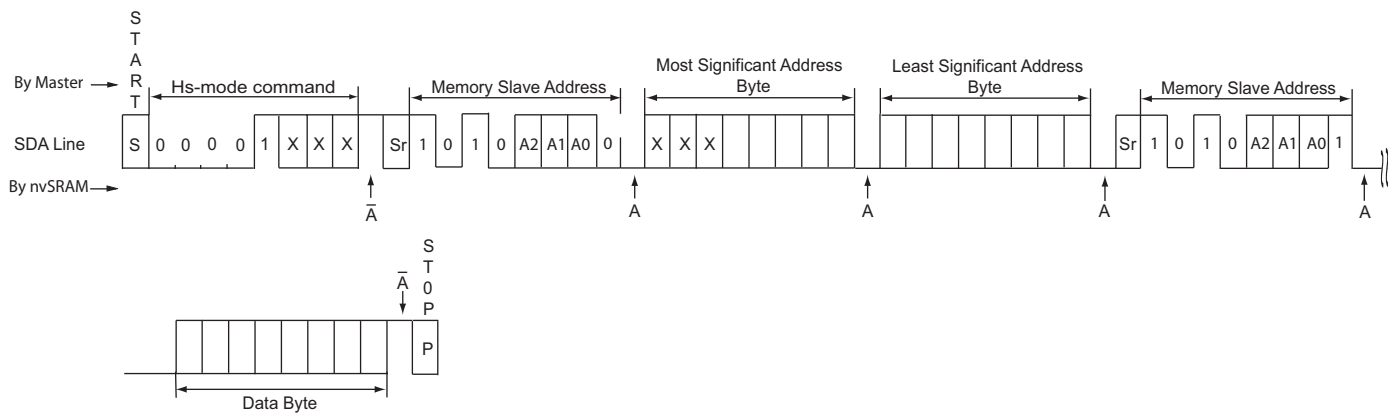 START
By Master
Hs-mode command
Memory Slave Address
Most Significant Address
Byte
Least Significant Address
Byte
Memory Slave Address
SDA Line
S 0 0 0 0 1 X X X Sr 1 0 1 0 A2 A1 A0 0 X X X Sr 1 0 1 0 A2 A1 A0 1
By nvSRAM
A̅
A
A
A
A
A̅
ST0P
P
Data Byte